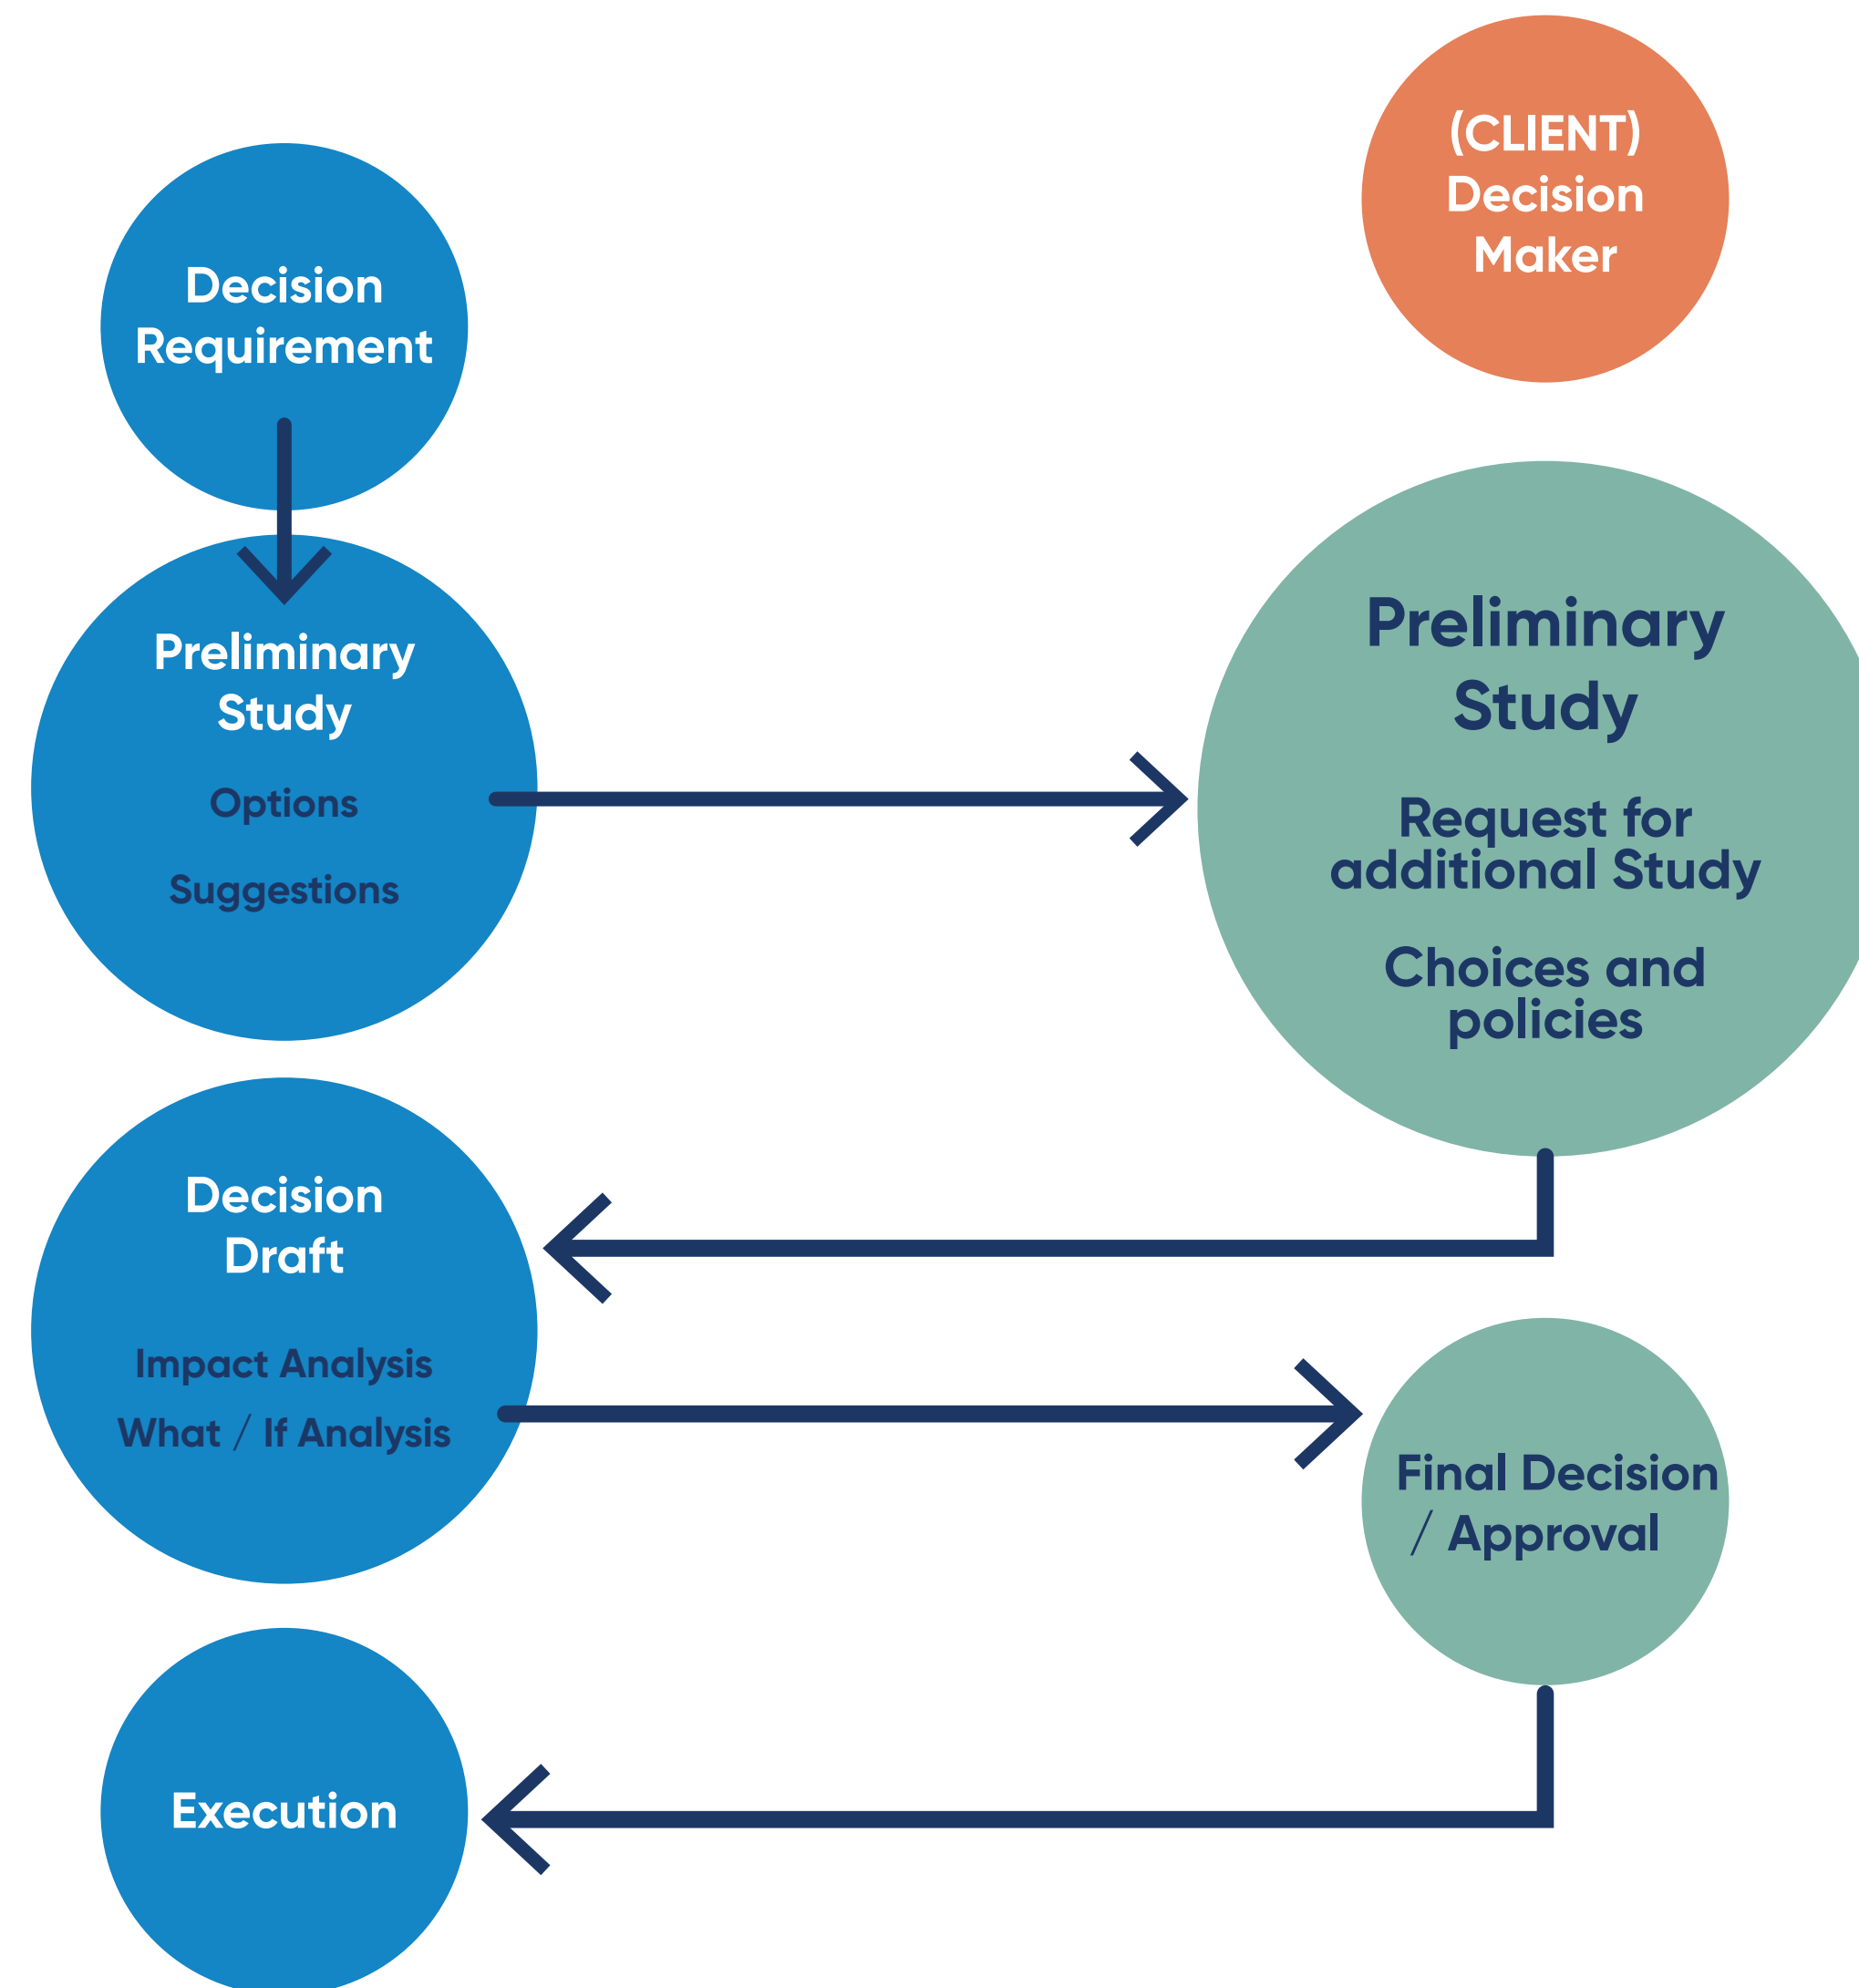 (CLIENT)
Decision
Maker
Decision
Requirement
Preliminary
Study
Options
Suggestions
Preliminary
Study
Request for
additional Study
Choices and
policies
Decision
Draft
Impact Analysis
What / If Analysis
Final Decision
/ Approval
Execution